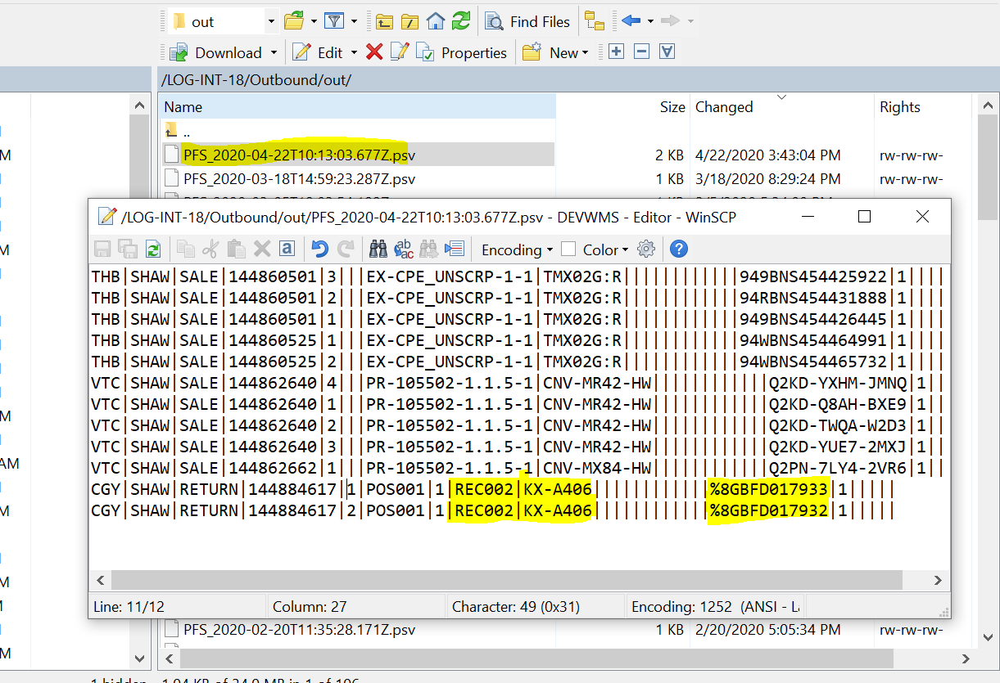 out
Find Files
Download
Edit
Properties
New
/LOG-INT-18/Outbound/out/
Name Size Changed Rights
..
PFS_2020-04-22T10:13:03.677Z.psv 2 KB 4/22/2020 3:43:04 PM rw-rw-rw-
PFS_2020-03-18T14:59:23.287Z.psv 1 KB 3/18/2020 8:29:24 PM rw-rw-rw-
/LOG-INT-18/Outbound/out/PFS_2020-04-22T10:13:03.677Z.psv - DEVWMS - Editor - WinSCP
Encoding Color
THB|SHAW|SALE|144860501|3|||EX-CPE_UNSCRP-1-1|TMX02G:R||||||||||||949BNS454425922|1||||
THB|SHAW|SALE|144860501|2|||EX-CPE_UNSCRP-1-1|TMX02G:R||||||||||||94RBNS454431888|1||||
THB|SHAW|SALE|144860501|1|||EX-CPE_UNSCRP-1-1|TMX02G:R||||||||||||949BNS454426445|1||||
THB|SHAW|SALE|144860525|1|||EX-CPE_UNSCRP-1-1|TMX02G:R||||||||||||94WBNS454464991|1||||
THB|SHAW|SALE|144860525|2|||EX-CPE_UNSCRP-1-1|TMX02G:R||||||||||||94WBNS454465732|1||||
VTC|SHAW|SALE|144862640|4|||PR-105502-1.1.5-1|CNV-MR42-HW||||||||||||Q2KD-YXHM-JMNQ|1||
VTC|SHAW|SALE|144862640|1|||PR-105502-1.1.5-1|CNV-MR42-HW||||||||||||Q2KD-Q8AH-BXE9|1||
VTC|SHAW|SALE|144862640|2|||PR-105502-1.1.5-1|CNV-MR42-HW||||||||||||Q2KD-TWQA-W2D3|1||
VTC|SHAW|SALE|144862640|3|||PR-105502-1.1.5-1|CNV-MR42-HW||||||||||||Q2KD-YUE7-2MXJ|1||
VTC|SHAW|SALE|144862662|1|||PR-105502-1.1.5-1|CNV-MX84-HW||||||||||||Q2PN-7LY4-2VR6|1||
CGY|SHAW|RETURN|144884617|1|POS001|1|REC002|KX-A406||||||||||||%8GBFD017933|1|||||
CGY|SHAW|RETURN|144884617|2|POS001|1|REC002|KX-A406||||||||||||%8GBFD017932|1|||||
Line: 11/12 Column: 27 Character: 49 (0x31) Encoding: 1252 (ANSI - La
PFS_2020-02-20T11:35:28.171Z.psv 1 KB 2/20/2020 5:05:34 PM rw-rw-rw-
1 hidden 1.04 KB of 24.0 MB in 1 of 106